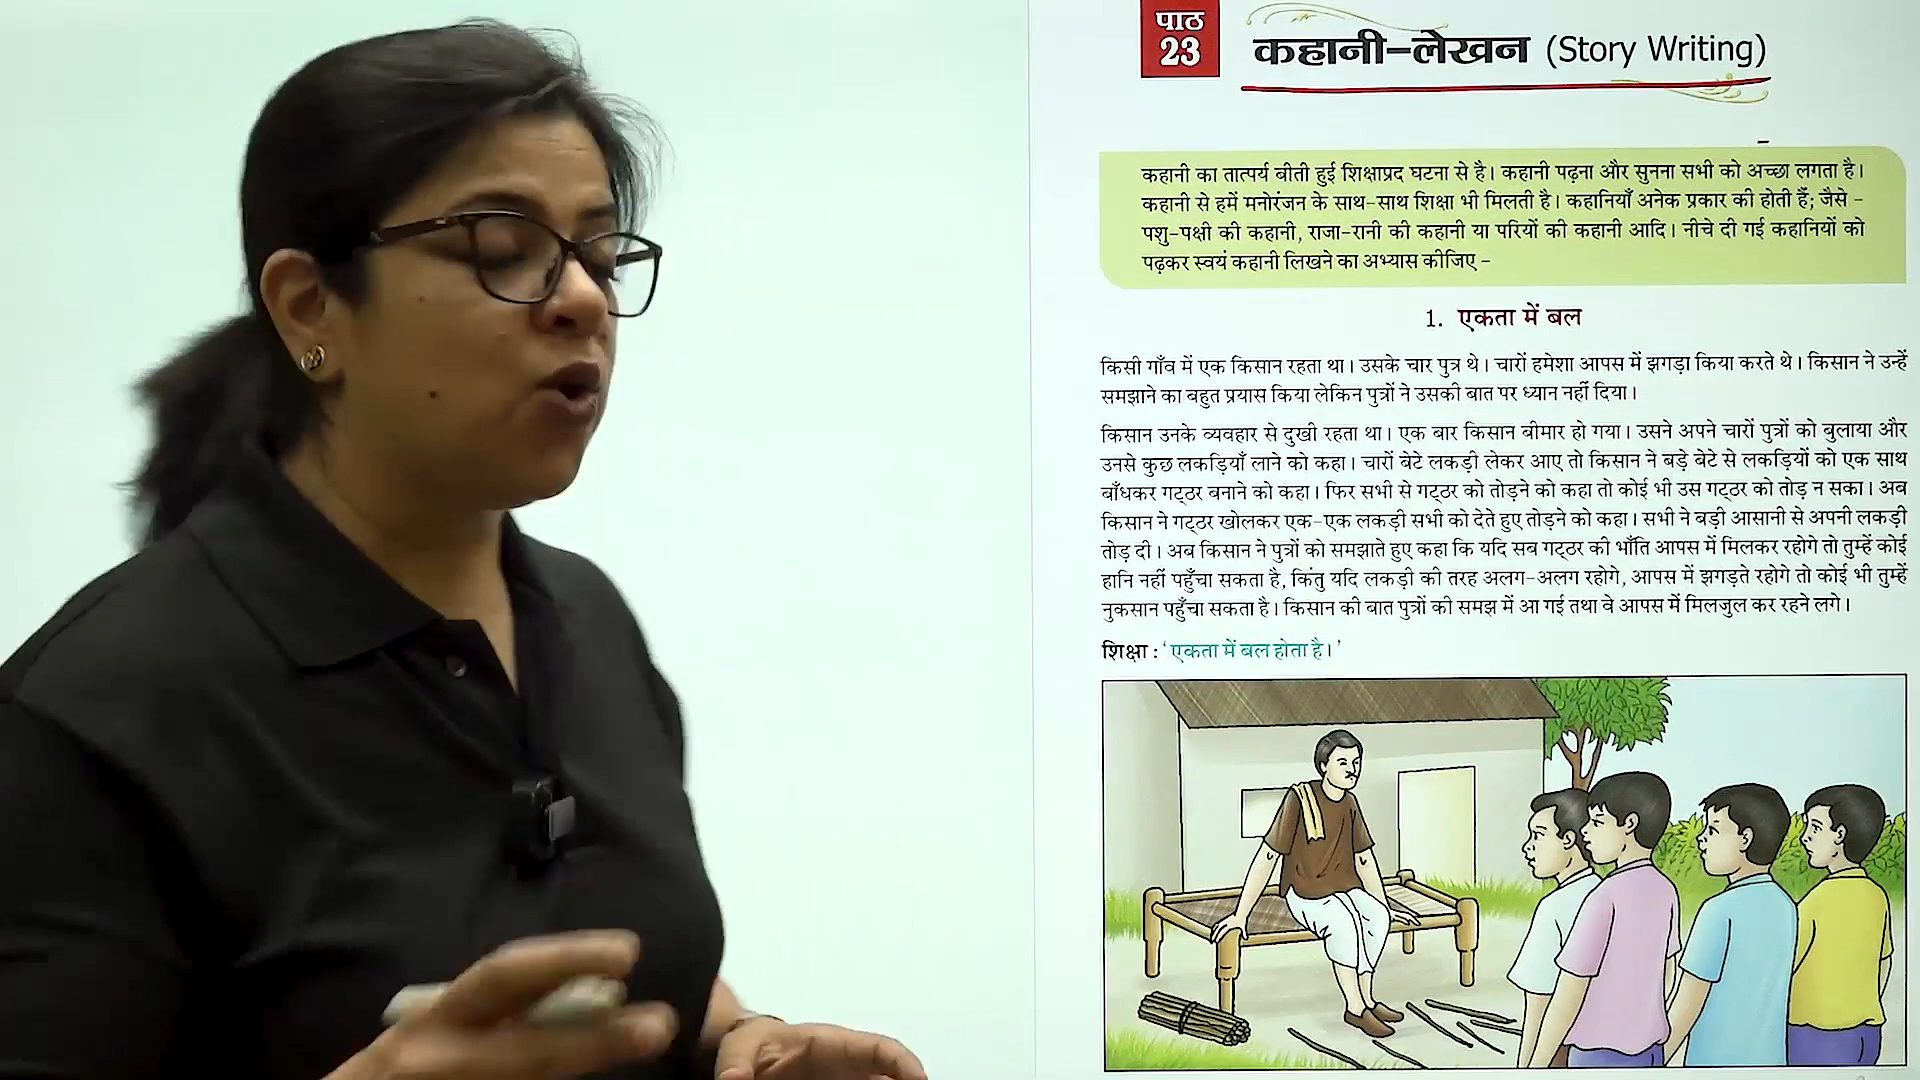 पाठ
23
कहानी-लेखन (Story Writing)
कहानी का तात्पर्य बीती हुई शिक्षाप्रद घटना से है। कहानी पढ़ना और सुनना सभी को अच्छा लगता है।
कहानी से हमें मनोरंजन के साथ-साथ शिक्षा भी मिलती है। कहानियाँ अनेक प्रकार की होती हैं; जैसे -
पशु-पक्षी की कहानी, राजा-रानी की कहानी या परियों की कहानी आदि। नीचे दी गई कहानियों को
पढ़कर स्वयं कहानी लिखने का अभ्यास कीजिए -
1. एकता में बल
किसी गाँव में एक किसान रहता था। उसके चार पुत्र थे। चारों हमेशा आपस में झगड़ा किया करते थे। किसान ने उन्हें
समझाने का बहुत प्रयास किया लेकिन पुत्रों ने उसकी बात पर ध्यान नहीं दिया।
किसान उनके व्यवहार से दुखी रहता था। एक बार किसान बीमार हो गया। उसने अपने चारों पुत्रों को बुलाया और
उनसे कुछ लकड़ियाँ लाने को कहा। चारों बेटे लकड़ी लेकर आए तो किसान ने बड़े बेटे से लकड़ियों को एक साथ
बाँधकर गट्ठर बनाने को कहा। फिर सभी से गट्ठर को तोड़ने को कहा तो कोई भी उस गट्ठर को तोड़ न सका। अब
किसान ने गट्ठर खोलकर एक-एक लकड़ी सभी को देते हुए तोड़ने को कहा। सभी ने बड़ी आसानी से अपनी लकड़ी
तोड़ दी। अब किसान ने पुत्रों को समझाते हुए कहा कि यदि सब गट्ठर की भाँति आपस में मिलकर रहोगे तो तुम्हें कोई
हानि नहीं पहुँचा सकता है, किंतु यदि लकड़ी की तरह अलग-अलग रहोगे, आपस में झगड़ते रहोगे तो कोई भी तुम्हें
नुकसान पहुँचा सकता है। किसान की बात पुत्रों की समझ में आ गई तथा वे आपस में मिलजुल कर रहने लगे।
शिक्षा : 'एकता में बल होता है।'